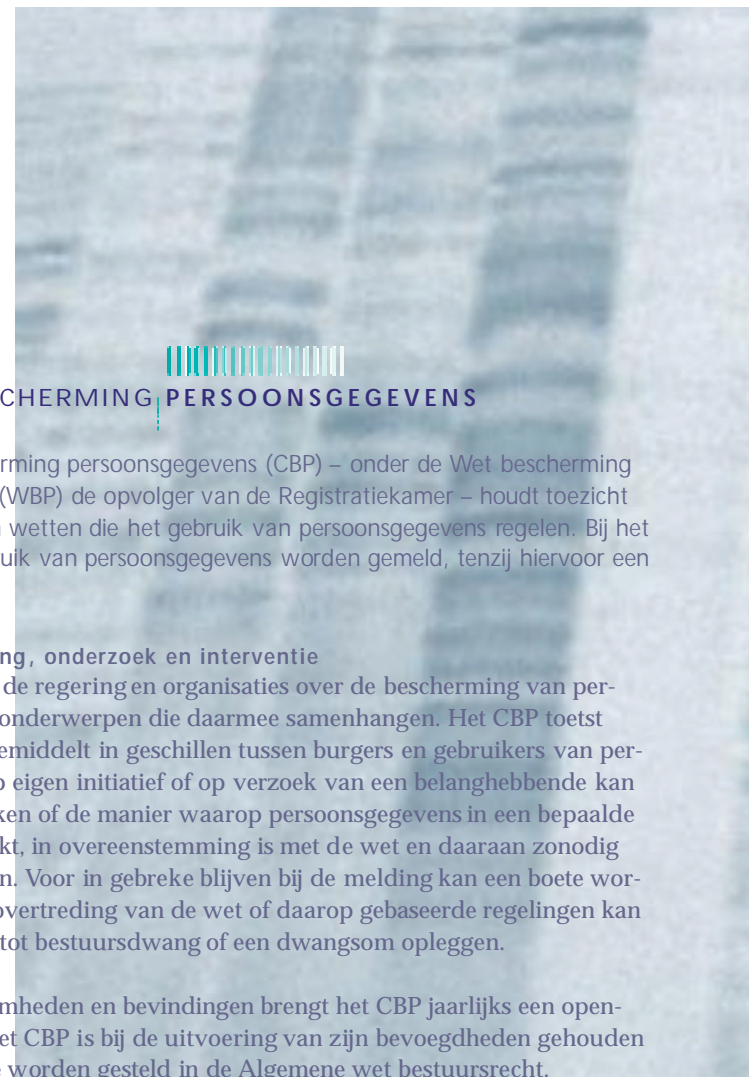 CHERMING PERSOONSGEGEVENS
rming persoonsgegevens (CBP) – onder de Wet bescherming
(WBP) de opvolger van de Registratiekamer – houdt toezicht
wetten die het gebruik van persoonsgegevens regelen. Bij het
uik van persoonsgegevens worden gemeld, tenzij hiervoor een
ng, onderzoek en interventie
de regering en organisaties over de bescherming van per-
onderwerpen die daarmee samenhangen. Het CBP toetst
emiddelt in geschillen tussen burgers en gebruikers van per-
p eigen initiatief of op verzoek van een belanghebbende kan
ken of de manier waarop persoonsgegevens in een bepaalde
kt, in overeenstemming is met de wet en daaraan zonodig
n. Voor in gebreke blijven bij de melding kan een boete wor-
overtreding van de wet of daarop gebaseerde regelingen kan
tot bestuursdwang of een dwangsom opleggen.
mheden en bevindingen brengt het CBP jaarlijks een open-
et CBP is bij de uitvoering van zijn bevoegdheden gehouden
e worden gesteld in de Algemene wet bestuursrecht.